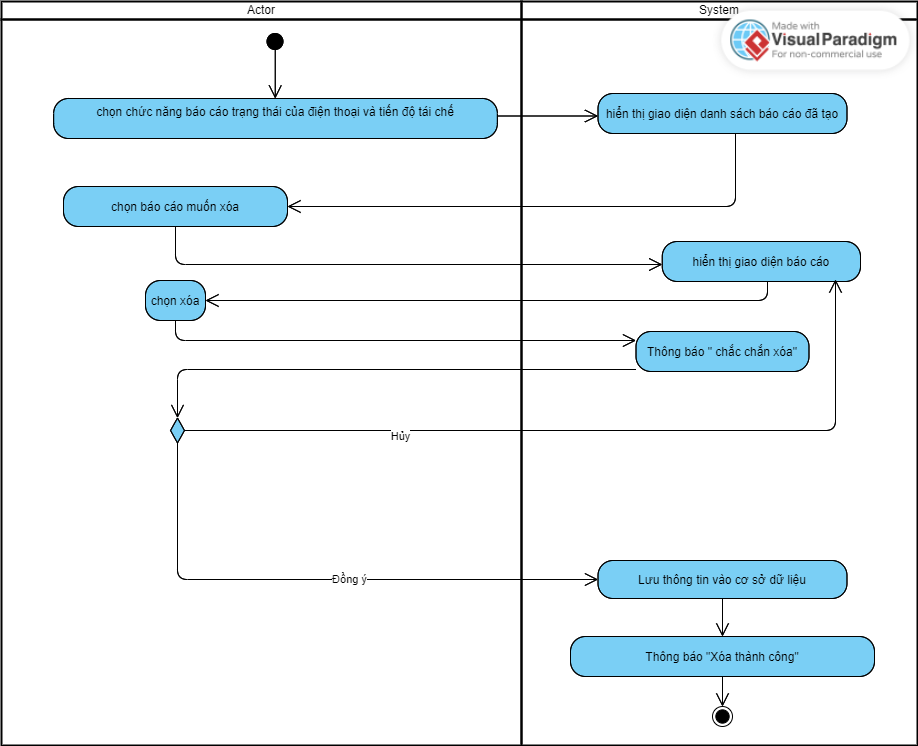 Actor
System
Made with
Visual Paradigm
For non-commercial use
chọn chức năng báo cáo trạng thái của điện thoại và tiến độ tái chế
hiển thị giao diện danh sách báo cáo đã tạo
chọn báo cáo muốn xóa
hiển thị giao diện báo cáo
chọn xóa
Thông báo " chắc chắn xóa"
Hủy
Đồng ý
Lưu thông tin vào cơ sở dữ liệu
Thông báo "Xóa thành công"